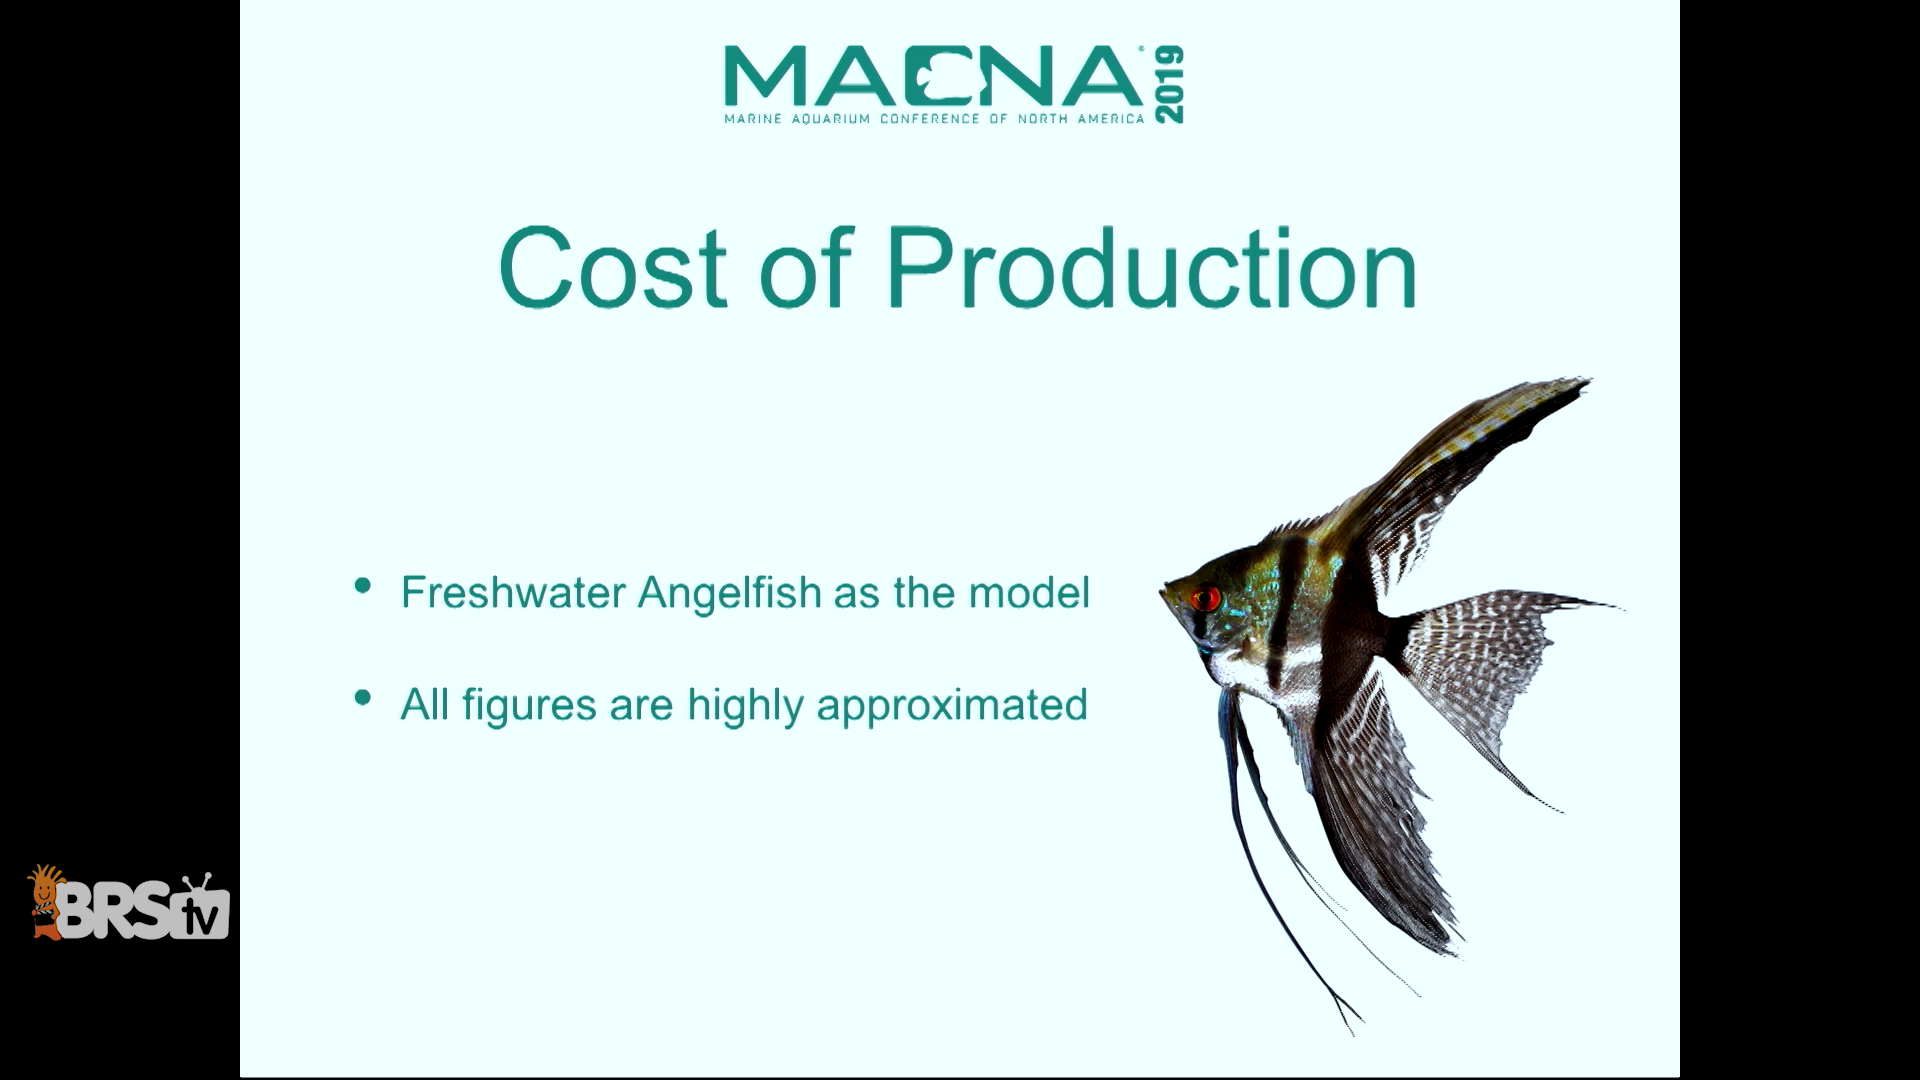 MACNA® 2019
MARINE AQUARIUM CONFERENCE OF NORTH AMERICA
Cost of Production
• Freshwater Angelfish as the model
• All figures are highly approximated
BRS tv